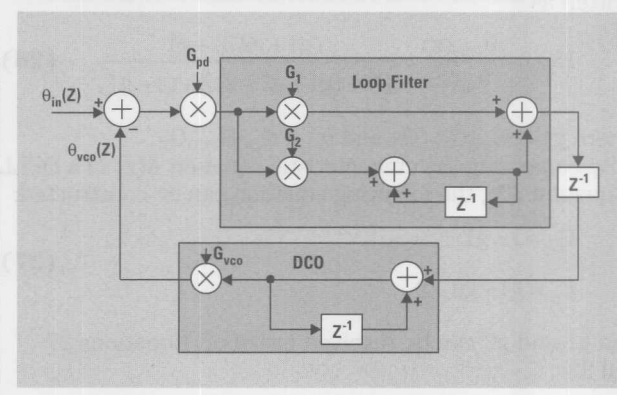 G_pd
G_1
Loop Filter
θ_in(Z)
+
+
+
−
θ_vco(Z)
G_2
+
+
+
Z^-1
Z^-1
G_vco
DCO
+
+
Z^-1